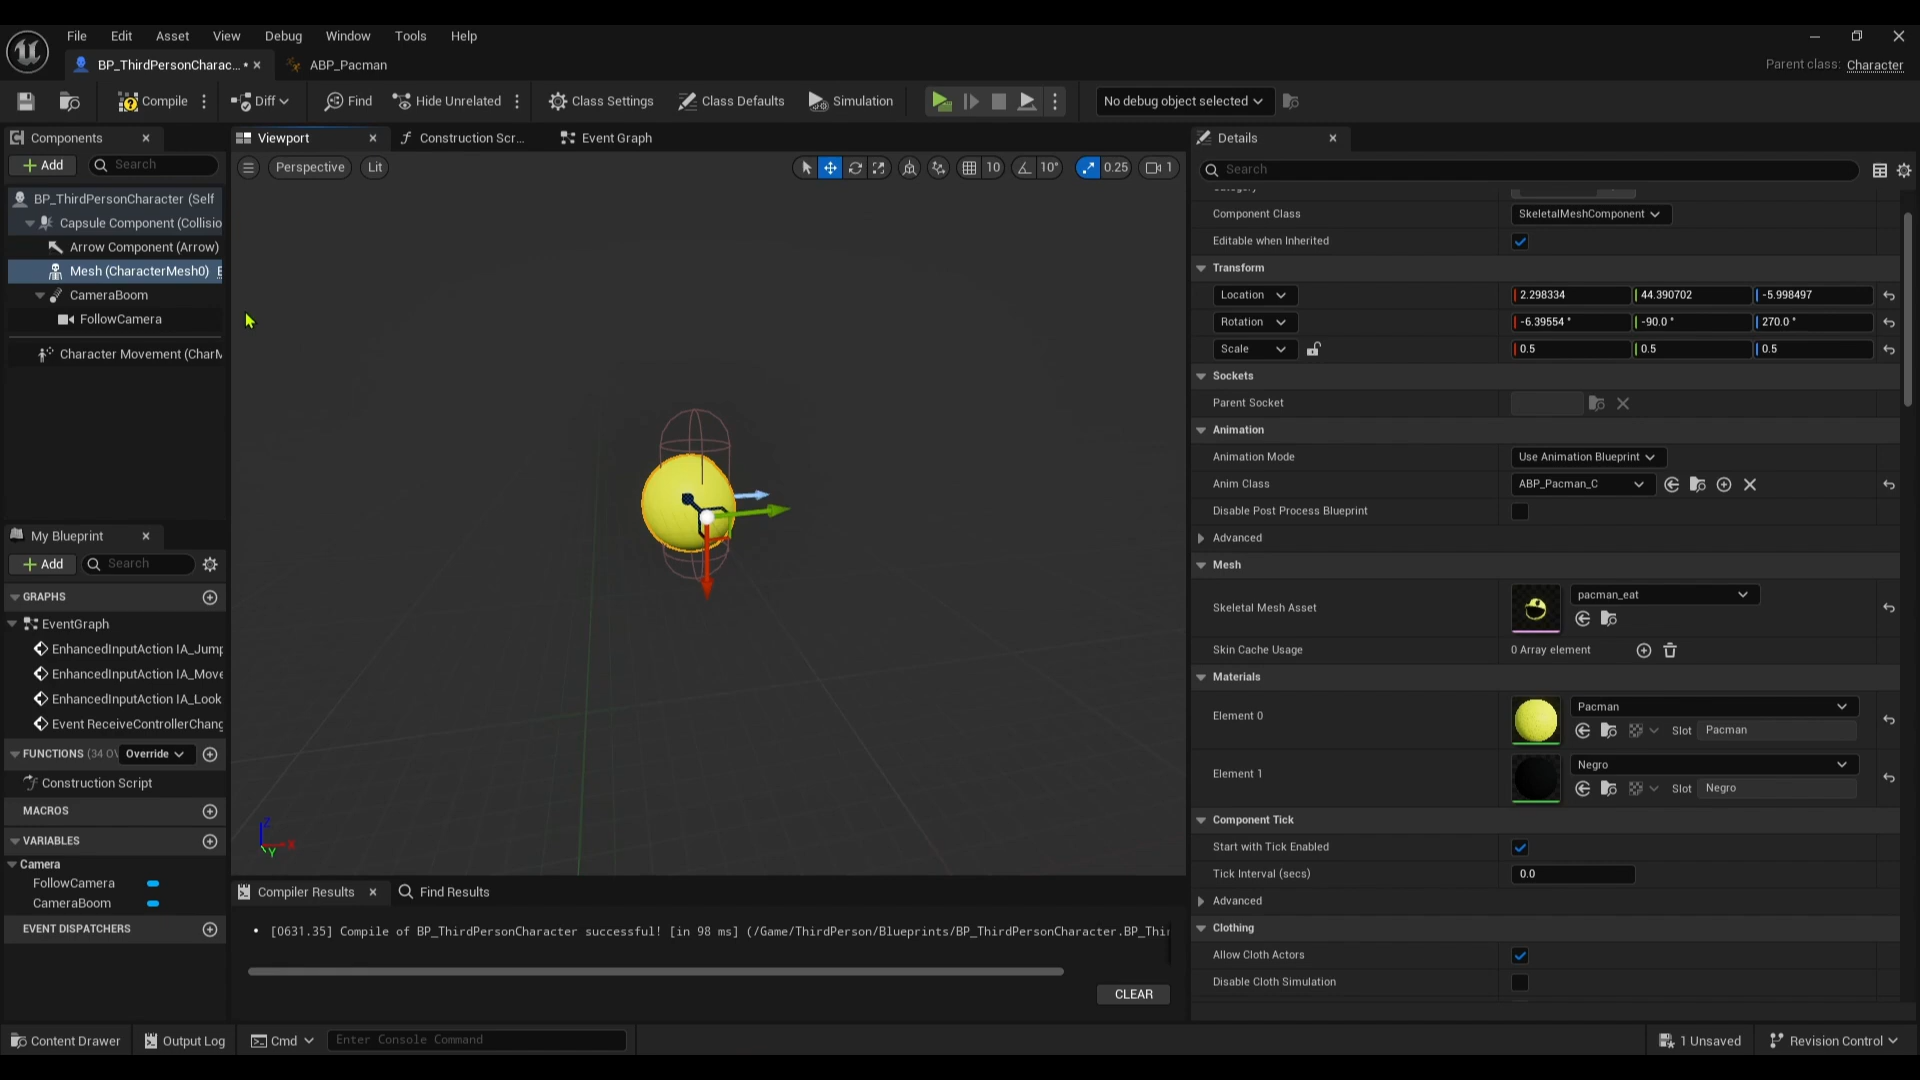 File Edit Asset View Debug Window Tools Help
BP_ThirdPersonCharac... • ABP_Pacman
Parent class: Character
Compile Diff Find Hide Unrelated Class Settings Class Defaults Simulation No debug object selected
Components
Add Search
BP_ThirdPersonCharacter (Self
Capsule Component (Collisio
Arrow Component (Arrow)
Mesh (CharacterMesh0) E
CameraBoom
FollowCamera
Character Movement (CharM
My Blueprint
Add Search
GRAPHS
EventGraph
EnhancedInputAction IA_Jump
EnhancedInputAction IA_Move
EnhancedInputAction IA_Look
Event ReceiveControllerChang
FUNCTIONS (34 Override
Construction Script
MACROS
VARIABLES
Camera
FollowCamera
CameraBoom
EVENT DISPATCHERS
Viewport Construction Scr... Event Graph
Perspective Lit 10 10° 0.25 1
Z X Y
Compiler Results Find Results
• [0631.35] Compile of BP_ThirdPersonCharacter successful! [in 98 ms] (/Game/ThirdPerson/Blueprints/BP_ThirdPersonCharacter.BP_Thir
CLEAR
Details
Search
Component Class SkeletalMeshComponent
Editable when Inherited
Transform
Location 2.298334 44.390702 -5.998497
Rotation -6.39554 ° -90.0 ° 270.0 °
Scale 0.5 0.5 0.5
Sockets
Parent Socket
Animation
Animation Mode Use Animation Blueprint
Anim Class ABP_Pacman_C
Disable Post Process Blueprint
Advanced
Mesh
Skeletal Mesh Asset pacman_eat
Skin Cache Usage 0 Array element
Materials
Element 0 Pacman
Slot Pacman
Element 1 Negro
Slot Negro
Component Tick
Start with Tick Enabled
Tick Interval (secs) 0.0
Advanced
Clothing
Allow Cloth Actors
Disable Cloth Simulation
Content Drawer Output Log Cmd Enter Console Command 1 Unsaved Revision Control